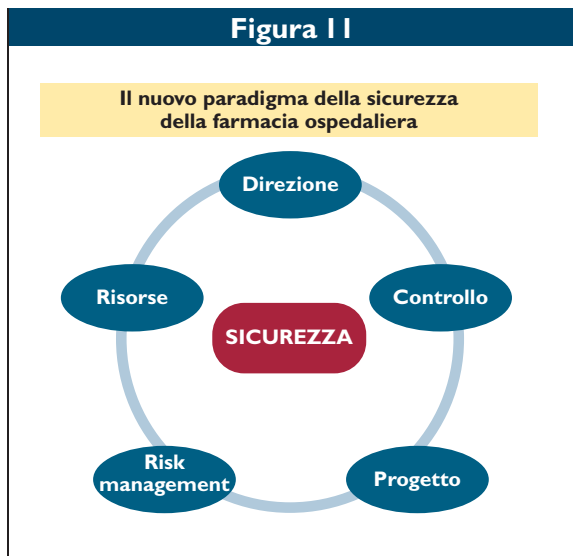 Figura 11
Il nuovo paradigma della sicurezza
della farmacia ospedaliera
Direzione
Risorse
Controllo
SICUREZZA
Risk
management
Progetto